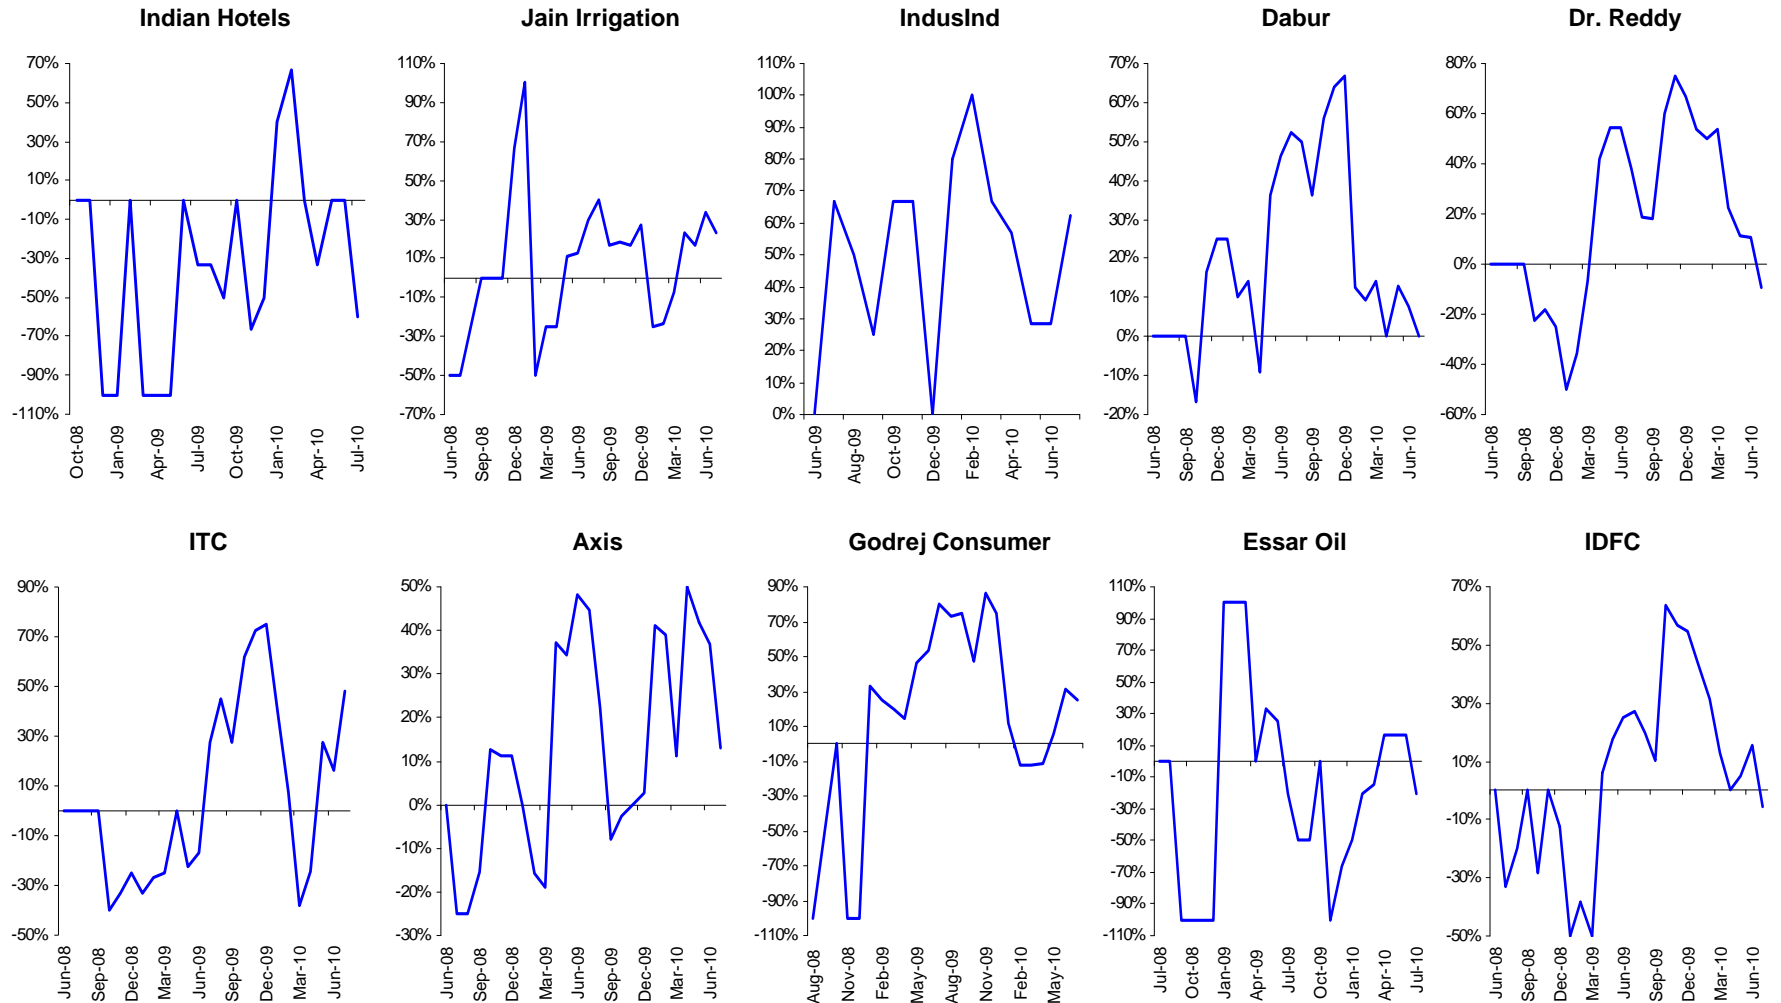 Indian Hotels
70%
50%
30%
10%
-10%
-30%
-50%
-70%
-90%
-110%
Oct-08
Jan-09
Apr-09
Jul-09
Oct-09
Jan-10
Apr-10
Jul-10
Jain Irrigation
110%
90%
70%
50%
30%
10%
-10%
-30%
-50%
-70%
Jun-08
Sep-08
Dec-08
Mar-09
Jun-09
Sep-09
Dec-09
Mar-10
Jun-10
IndusInd
110%
100%
90%
80%
70%
60%
50%
40%
30%
20%
10%
0%
Jun-09
Aug-09
Oct-09
Dec-09
Feb-10
Apr-10
Jun-10
Dabur
70%
60%
50%
40%
30%
20%
10%
0%
-10%
-20%
Jun-08
Sep-08
Dec-08
Mar-09
Jun-09
Sep-09
Dec-09
Mar-10
Jun-10
Dr. Reddy
80%
60%
40%
20%
0%
-20%
-40%
-60%
Jun-08
Sep-08
Dec-08
Mar-09
Jun-09
Sep-09
Dec-09
Mar-10
Jun-10
ITC
90%
70%
50%
30%
10%
-10%
-30%
-50%
Jun-08
Sep-08
Dec-08
Mar-09
Jun-09
Sep-09
Dec-09
Mar-10
Jun-10
Axis
50%
40%
30%
20%
10%
0%
-10%
-20%
-30%
Jun-08
Sep-08
Dec-08
Mar-09
Jun-09
Sep-09
Dec-09
Mar-10
Jun-10
Godrej Consumer
90%
70%
50%
30%
10%
-10%
-30%
-50%
-70%
-90%
-110%
Aug-08
Nov-08
Feb-09
May-09
Aug-09
Nov-09
Feb-10
May-10
Essar Oil
110%
90%
70%
50%
30%
10%
-10%
-30%
-50%
-70%
-90%
-110%
Jul-08
Oct-08
Jan-09
Apr-09
Jul-09
Oct-09
Jan-10
Apr-10
Jul-10
IDFC
70%
50%
30%
10%
-10%
-30%
-50%
Jun-08
Sep-08
Dec-08
Mar-09
Jun-09
Sep-09
Dec-09
Mar-10
Jun-10